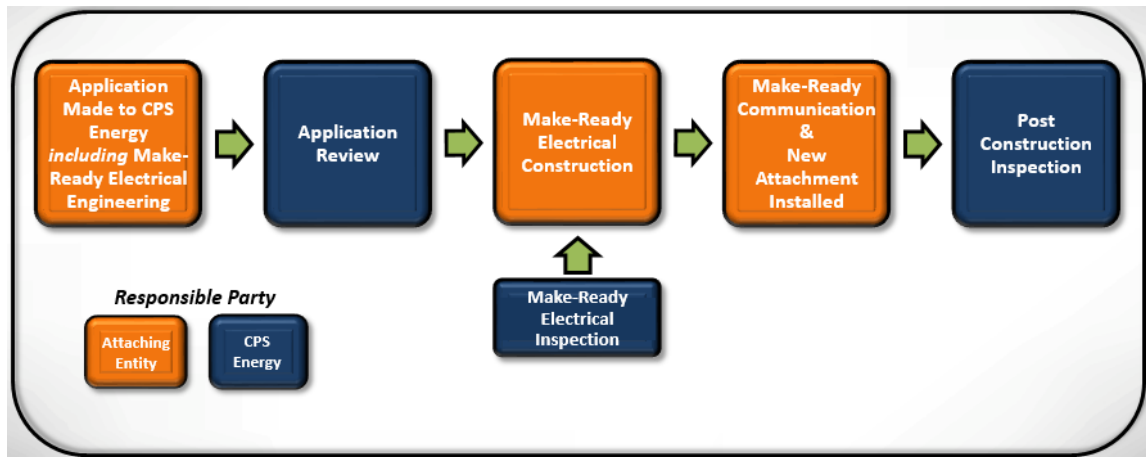 Application
Made to CPS
Energy
including Make-
Ready Electrical
Engineering
Application
Review
Make-Ready
Electrical
Construction
Make-Ready
Communication
&
New
Attachment
Installed
Post
Construction
Inspection
Make-Ready
Electrical
Inspection
Responsible Party
Attaching
Entity
CPS
Energy